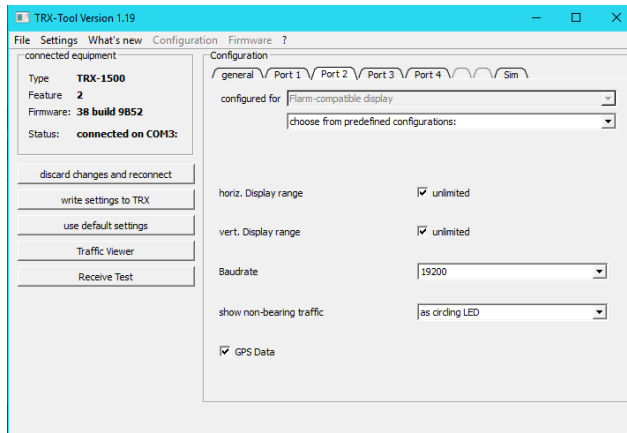 TRX-Tool Version 1.19
File Settings What's new Configuration Firmware ?
connected equipment
Type TRX-1500
Feature 2
Firmware: 38 build 9B52
Status: connected on COM3:
discard changes and reconnect
write settings to TRX
use default settings
Traffic Viewer
Receive Test
Configuration
general Port 1 Port 2 Port 3 Port 4 Sim
configured for Flarm-compatible display
choose from predefined configurations:
horiz. Display range unlimited
vert. Display range unlimited
Baudrate 19200
show non-bearing traffic as circling LED
GPS Data